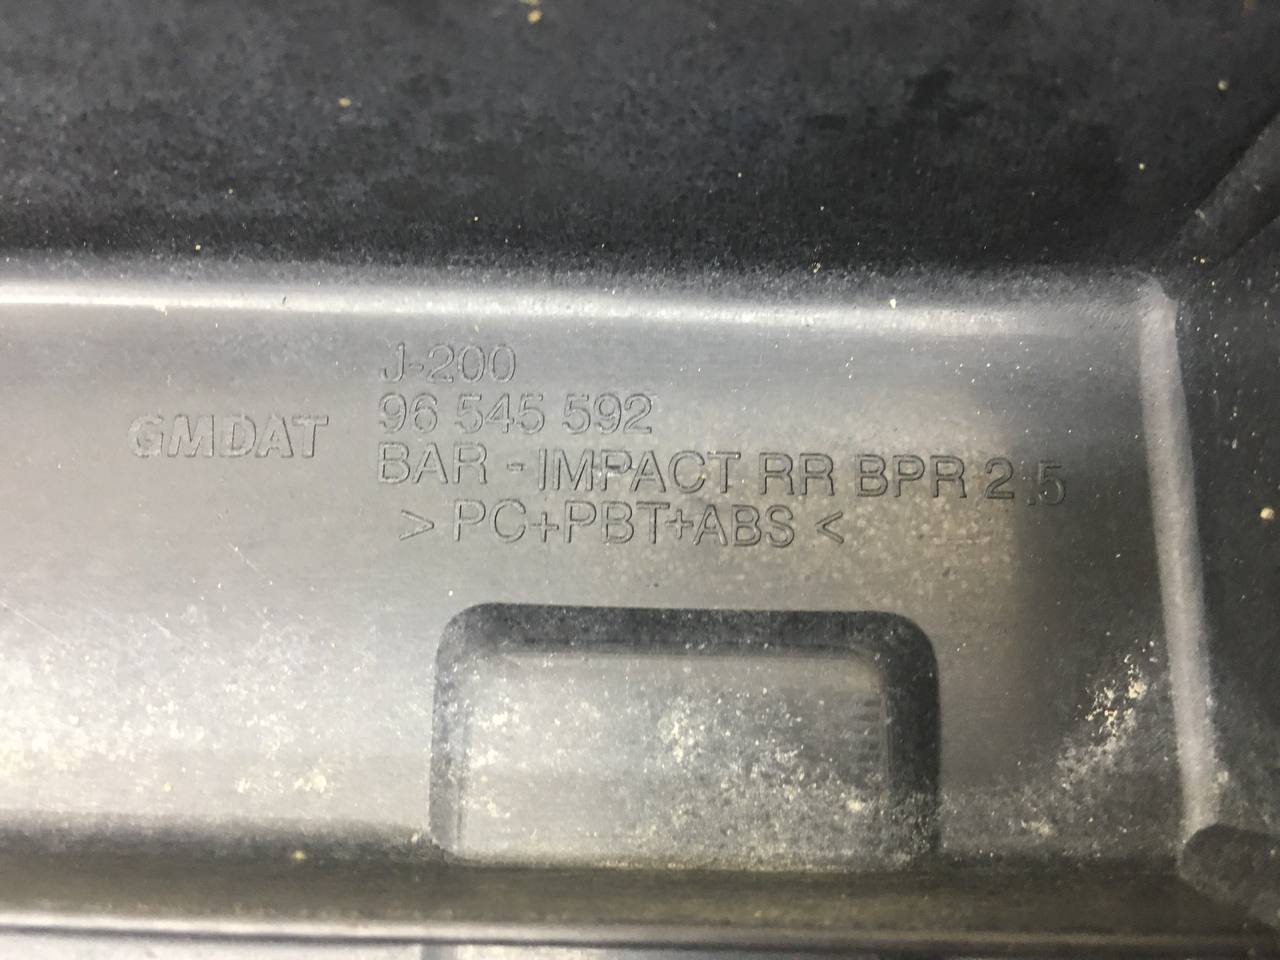 J-200
96 545 592
GMDAT
BAR - IMPACT RR BPR 2.5
> PC+PBT+ABS <